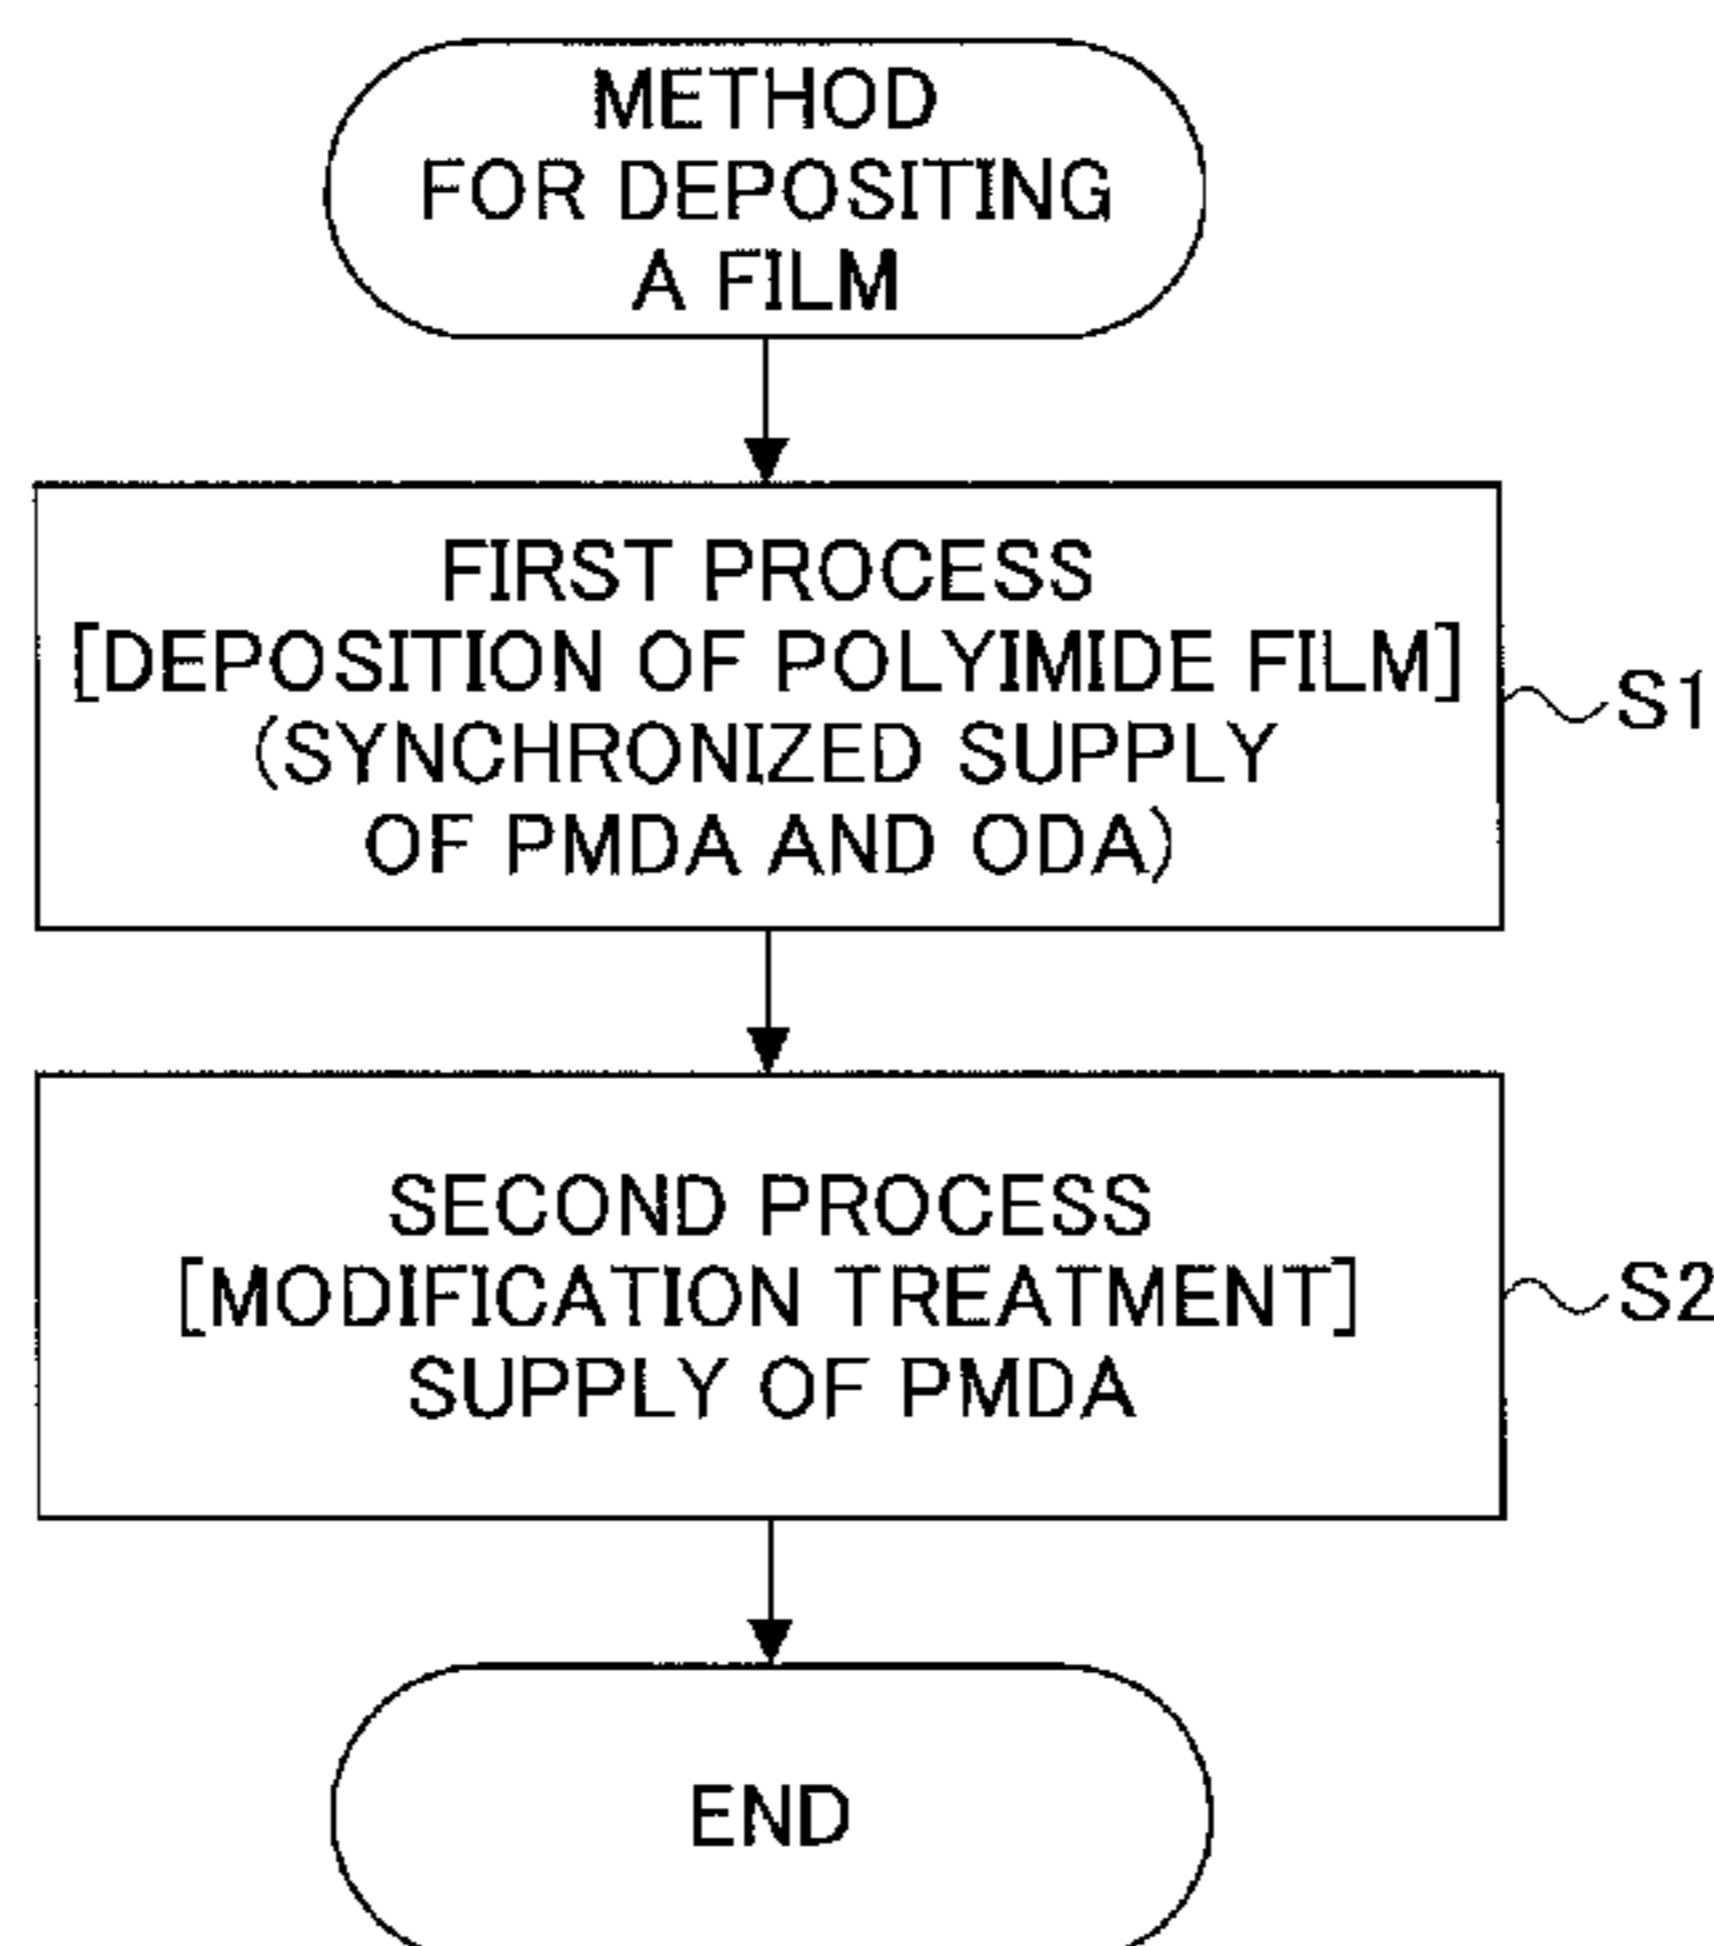 METHOD
FOR DEPOSITING
A FILM
FIRST PROCESS
[DEPOSITION OF POLYIMIDE FILM]
(SYNCHRONIZED SUPPLY
OF PMDA AND ODA)
S1
SECOND PROCESS
[MODIFICATION TREATMENT]
SUPPLY OF PMDA
S2
END